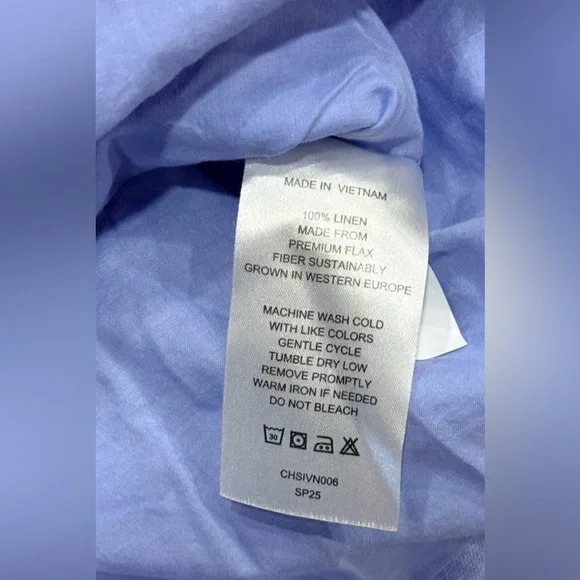 MADE IN VIETNAM
100% LINEN
MADE FROM
PREMIUM FLAX
FIBER SUSTAINABLY
GROWN IN WESTERN EUROPE
MACHINE WASH COLD
WITH LIKE COLORS
GENTLE CYCLE
TUMBLE DRY LOW
REMOVE PROMPTLY
WARM IRON IF NEEDED
DO NOT BLEACH
30
CHSIVN006
SP25